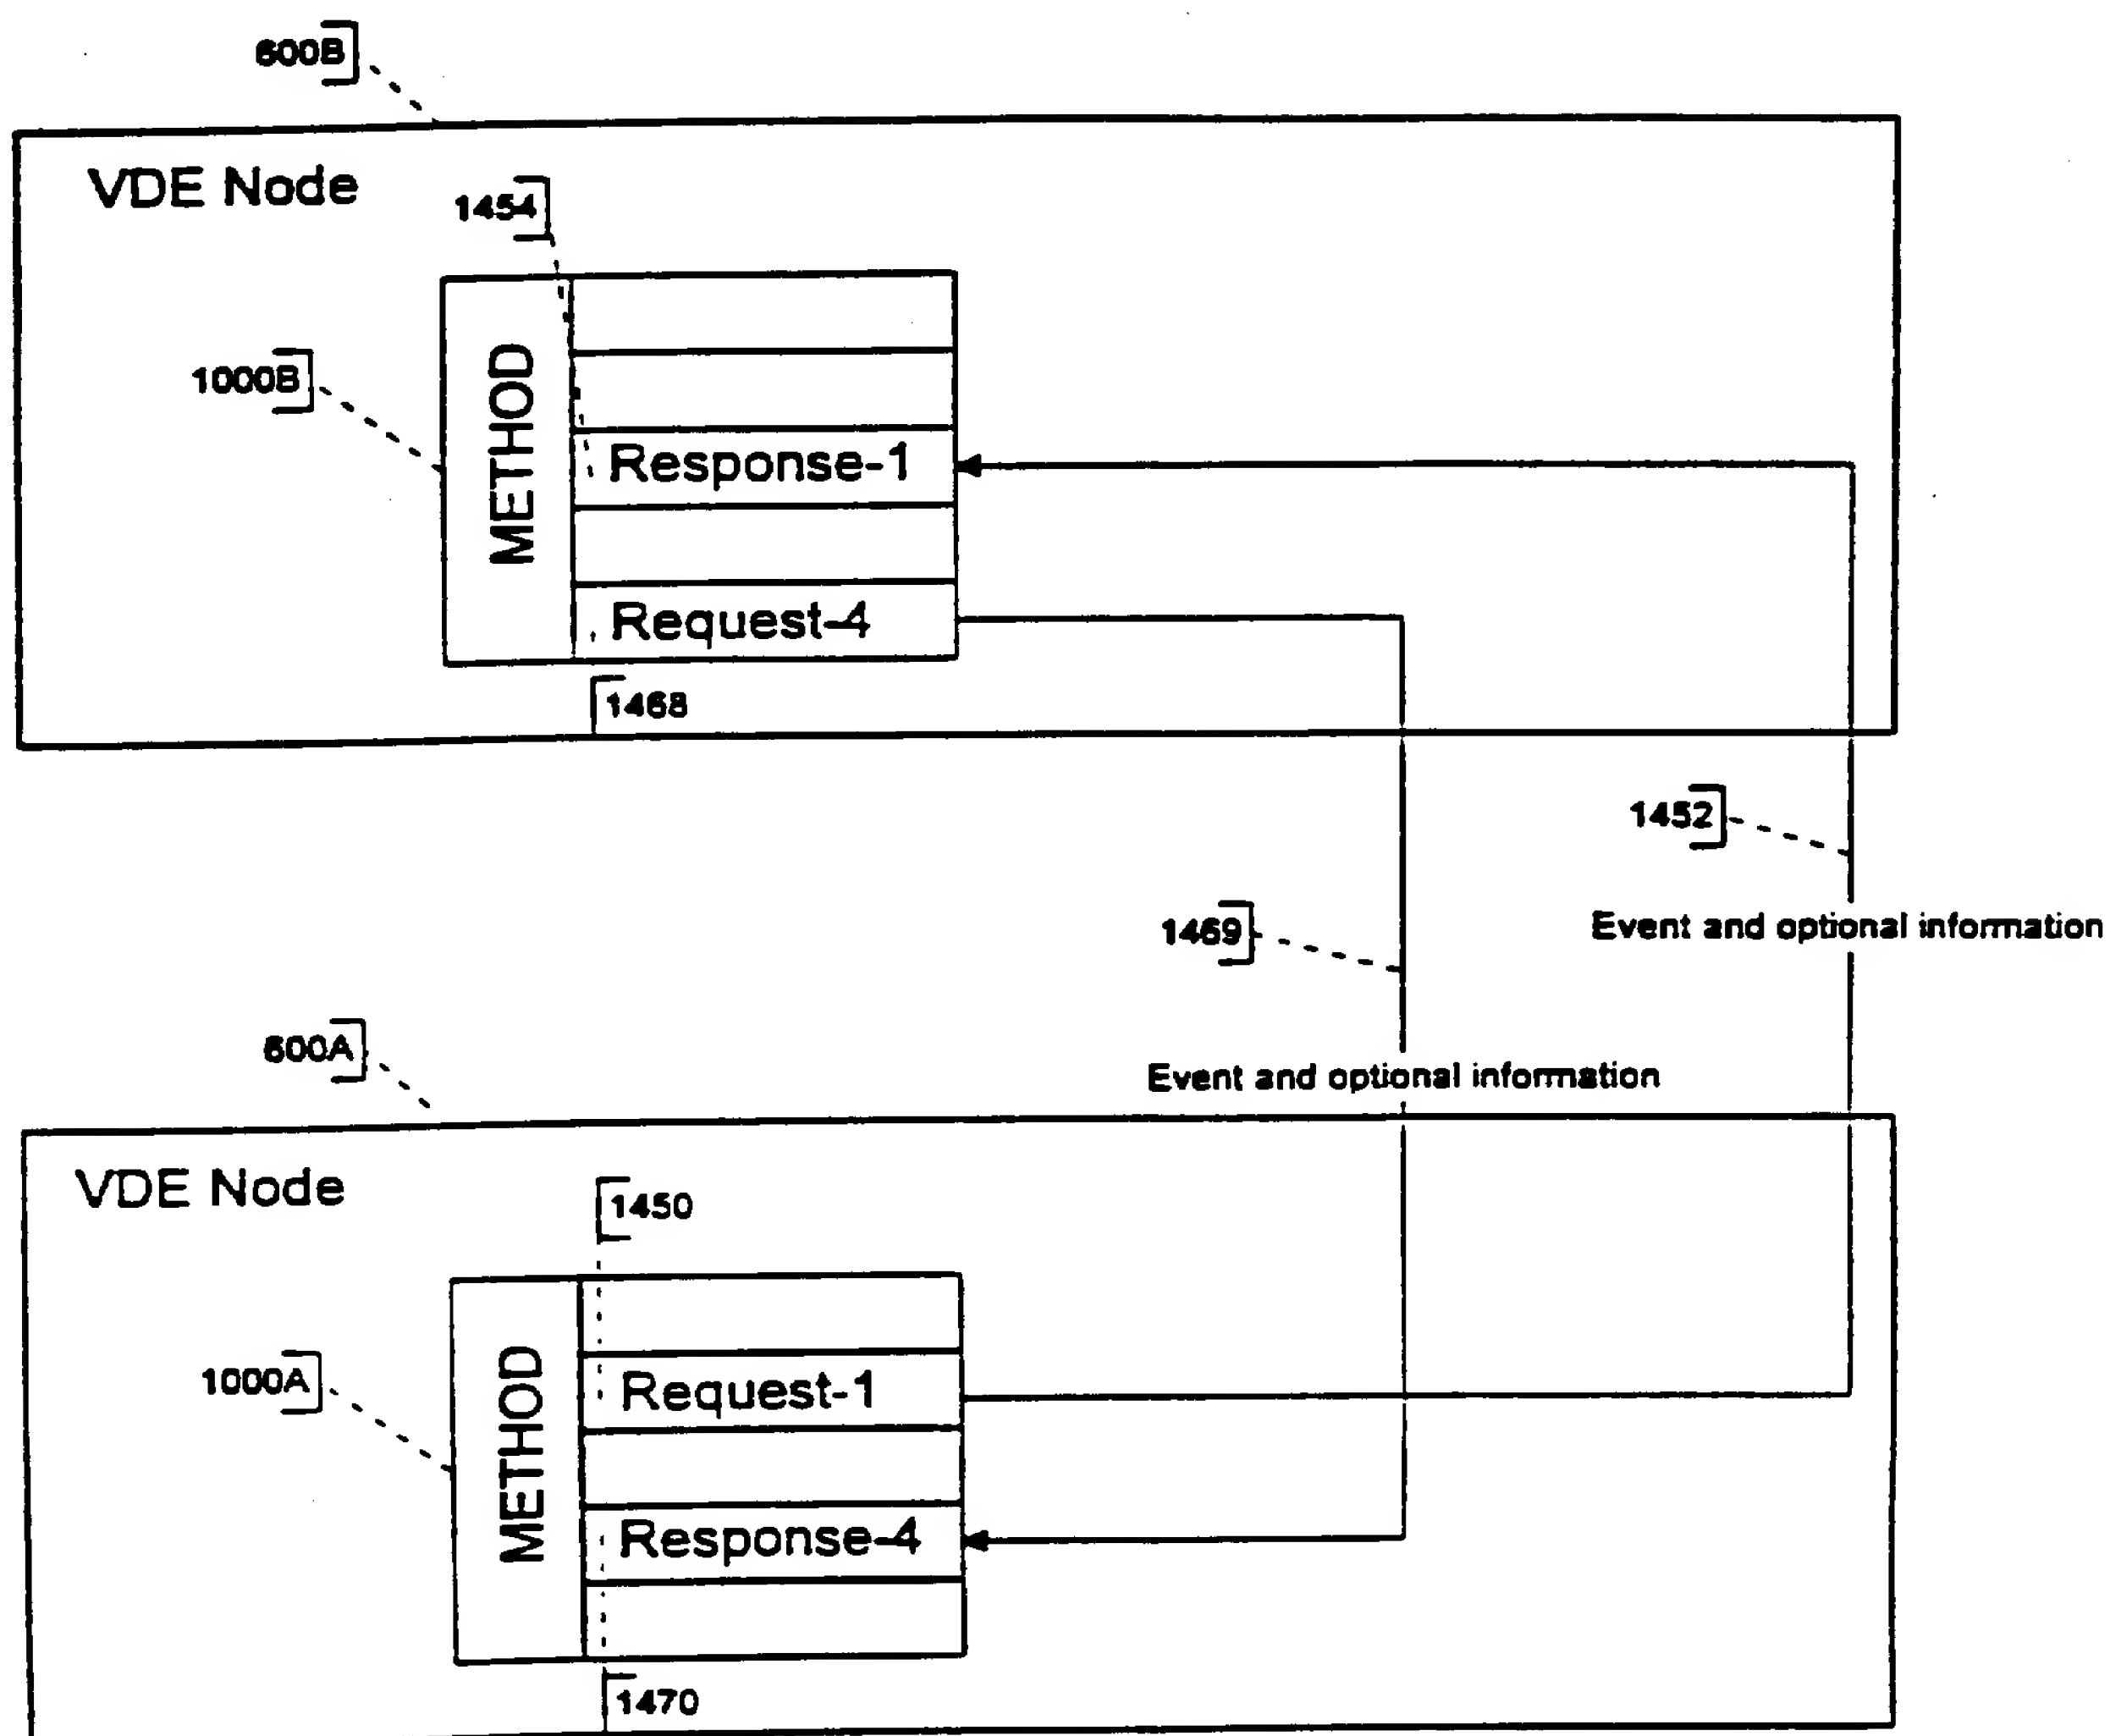 600B
VDE Node
1454
1000B
METHOD
Response-1
Request-4
1468
1452
Event and optional information
1469
600A
Event and optional information
VDE Node
1450
1000A
METHOD
Request-1
Response-4
1470